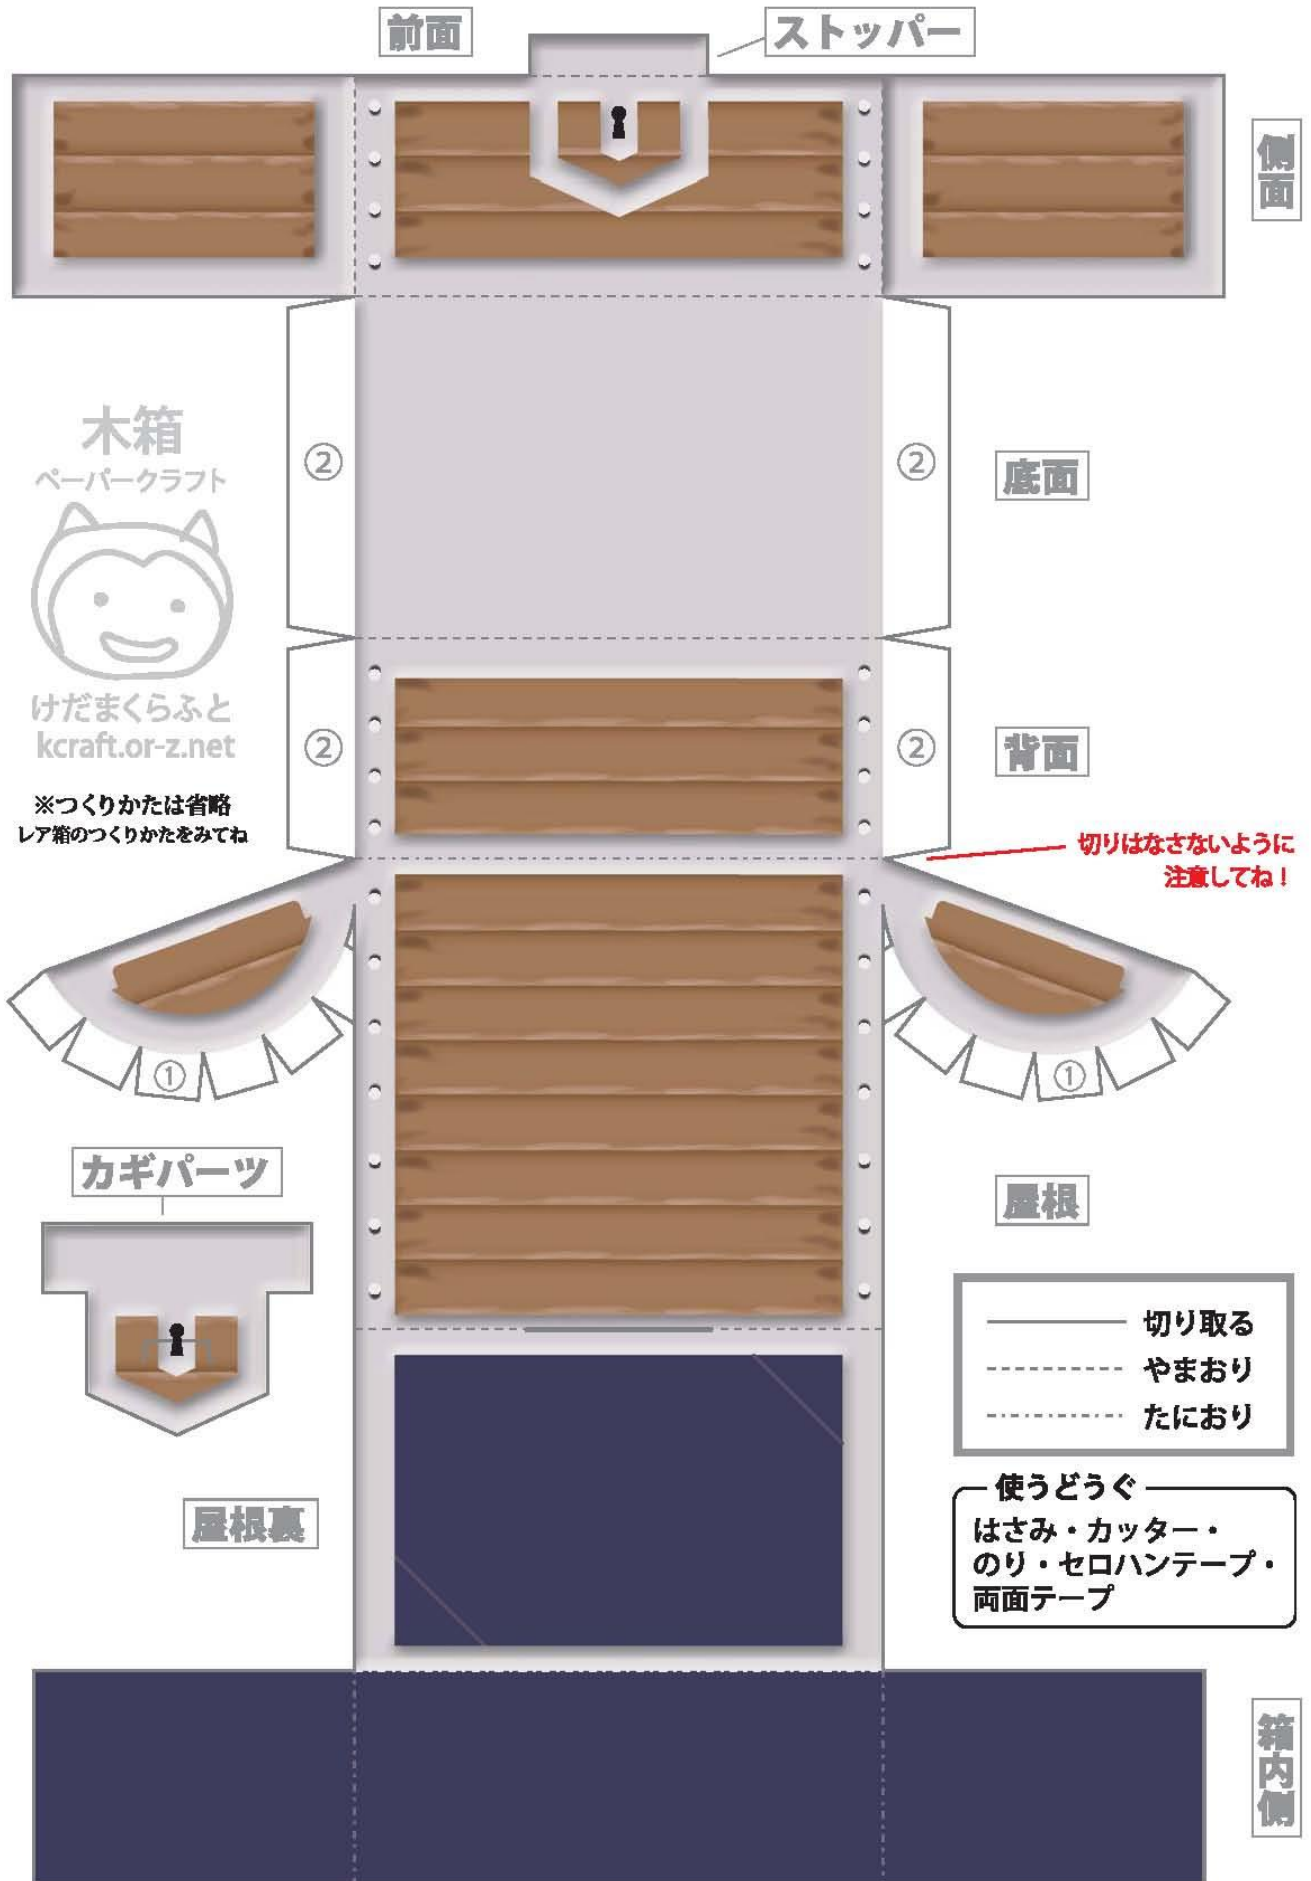 前面
ストッパー
側面
木箱
ペーパークラフト
②
②
底面
けだまくらふと
kcraft.or-z.net
②
②
背面
※つくりかたは省略
レア箱のつくりかたをみてね
切りはなさないように
注意してね！
①
①
カギパーツ
屋根
切り取る
やまおり
たにおり
使うどうぐ
はさみ・カッター・
のり・セロハンテープ・
両面テープ
屋根裏
箱内側